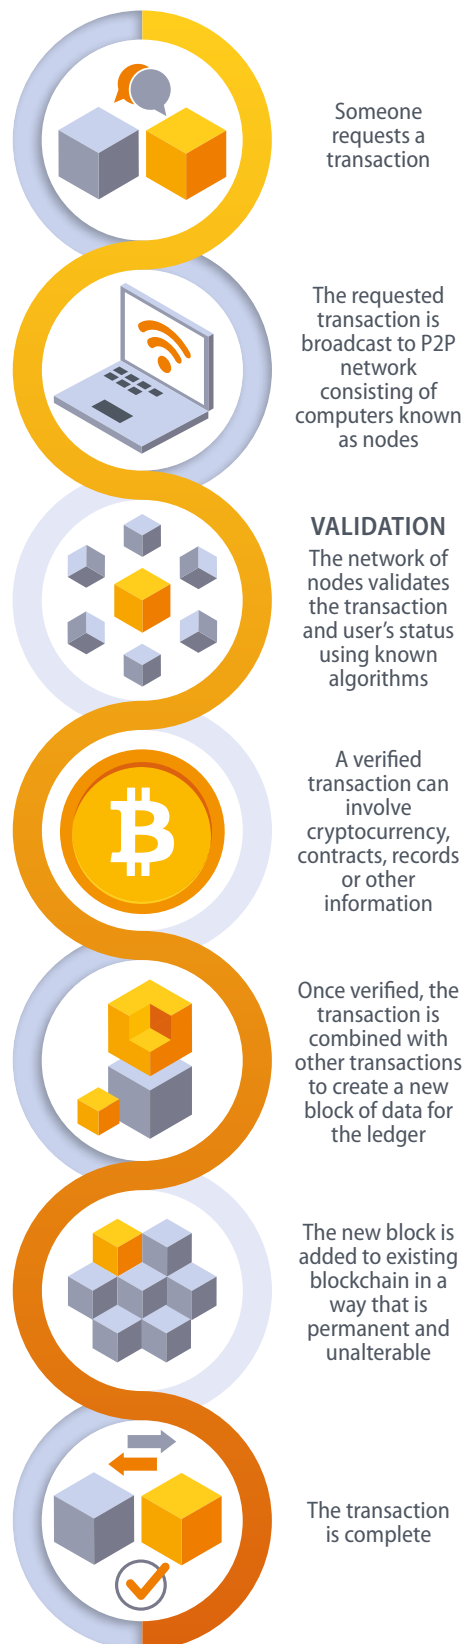 Someone
requests a
transaction
The requested
transaction is
broadcast to P2P
network
consisting of
computers known
as nodes
VALIDATION
The network of
nodes validates
the transaction
and user’s status
using known
algorithms
A verified
transaction can
involve
cryptocurrency,
contracts, records
or other
information
Once verified, the
transaction is
combined with
other transactions
to create a new
block of data for
the ledger
The new block is
added to existing
blockchain in a
way that is
permanent and
unalterable
The transaction
is complete